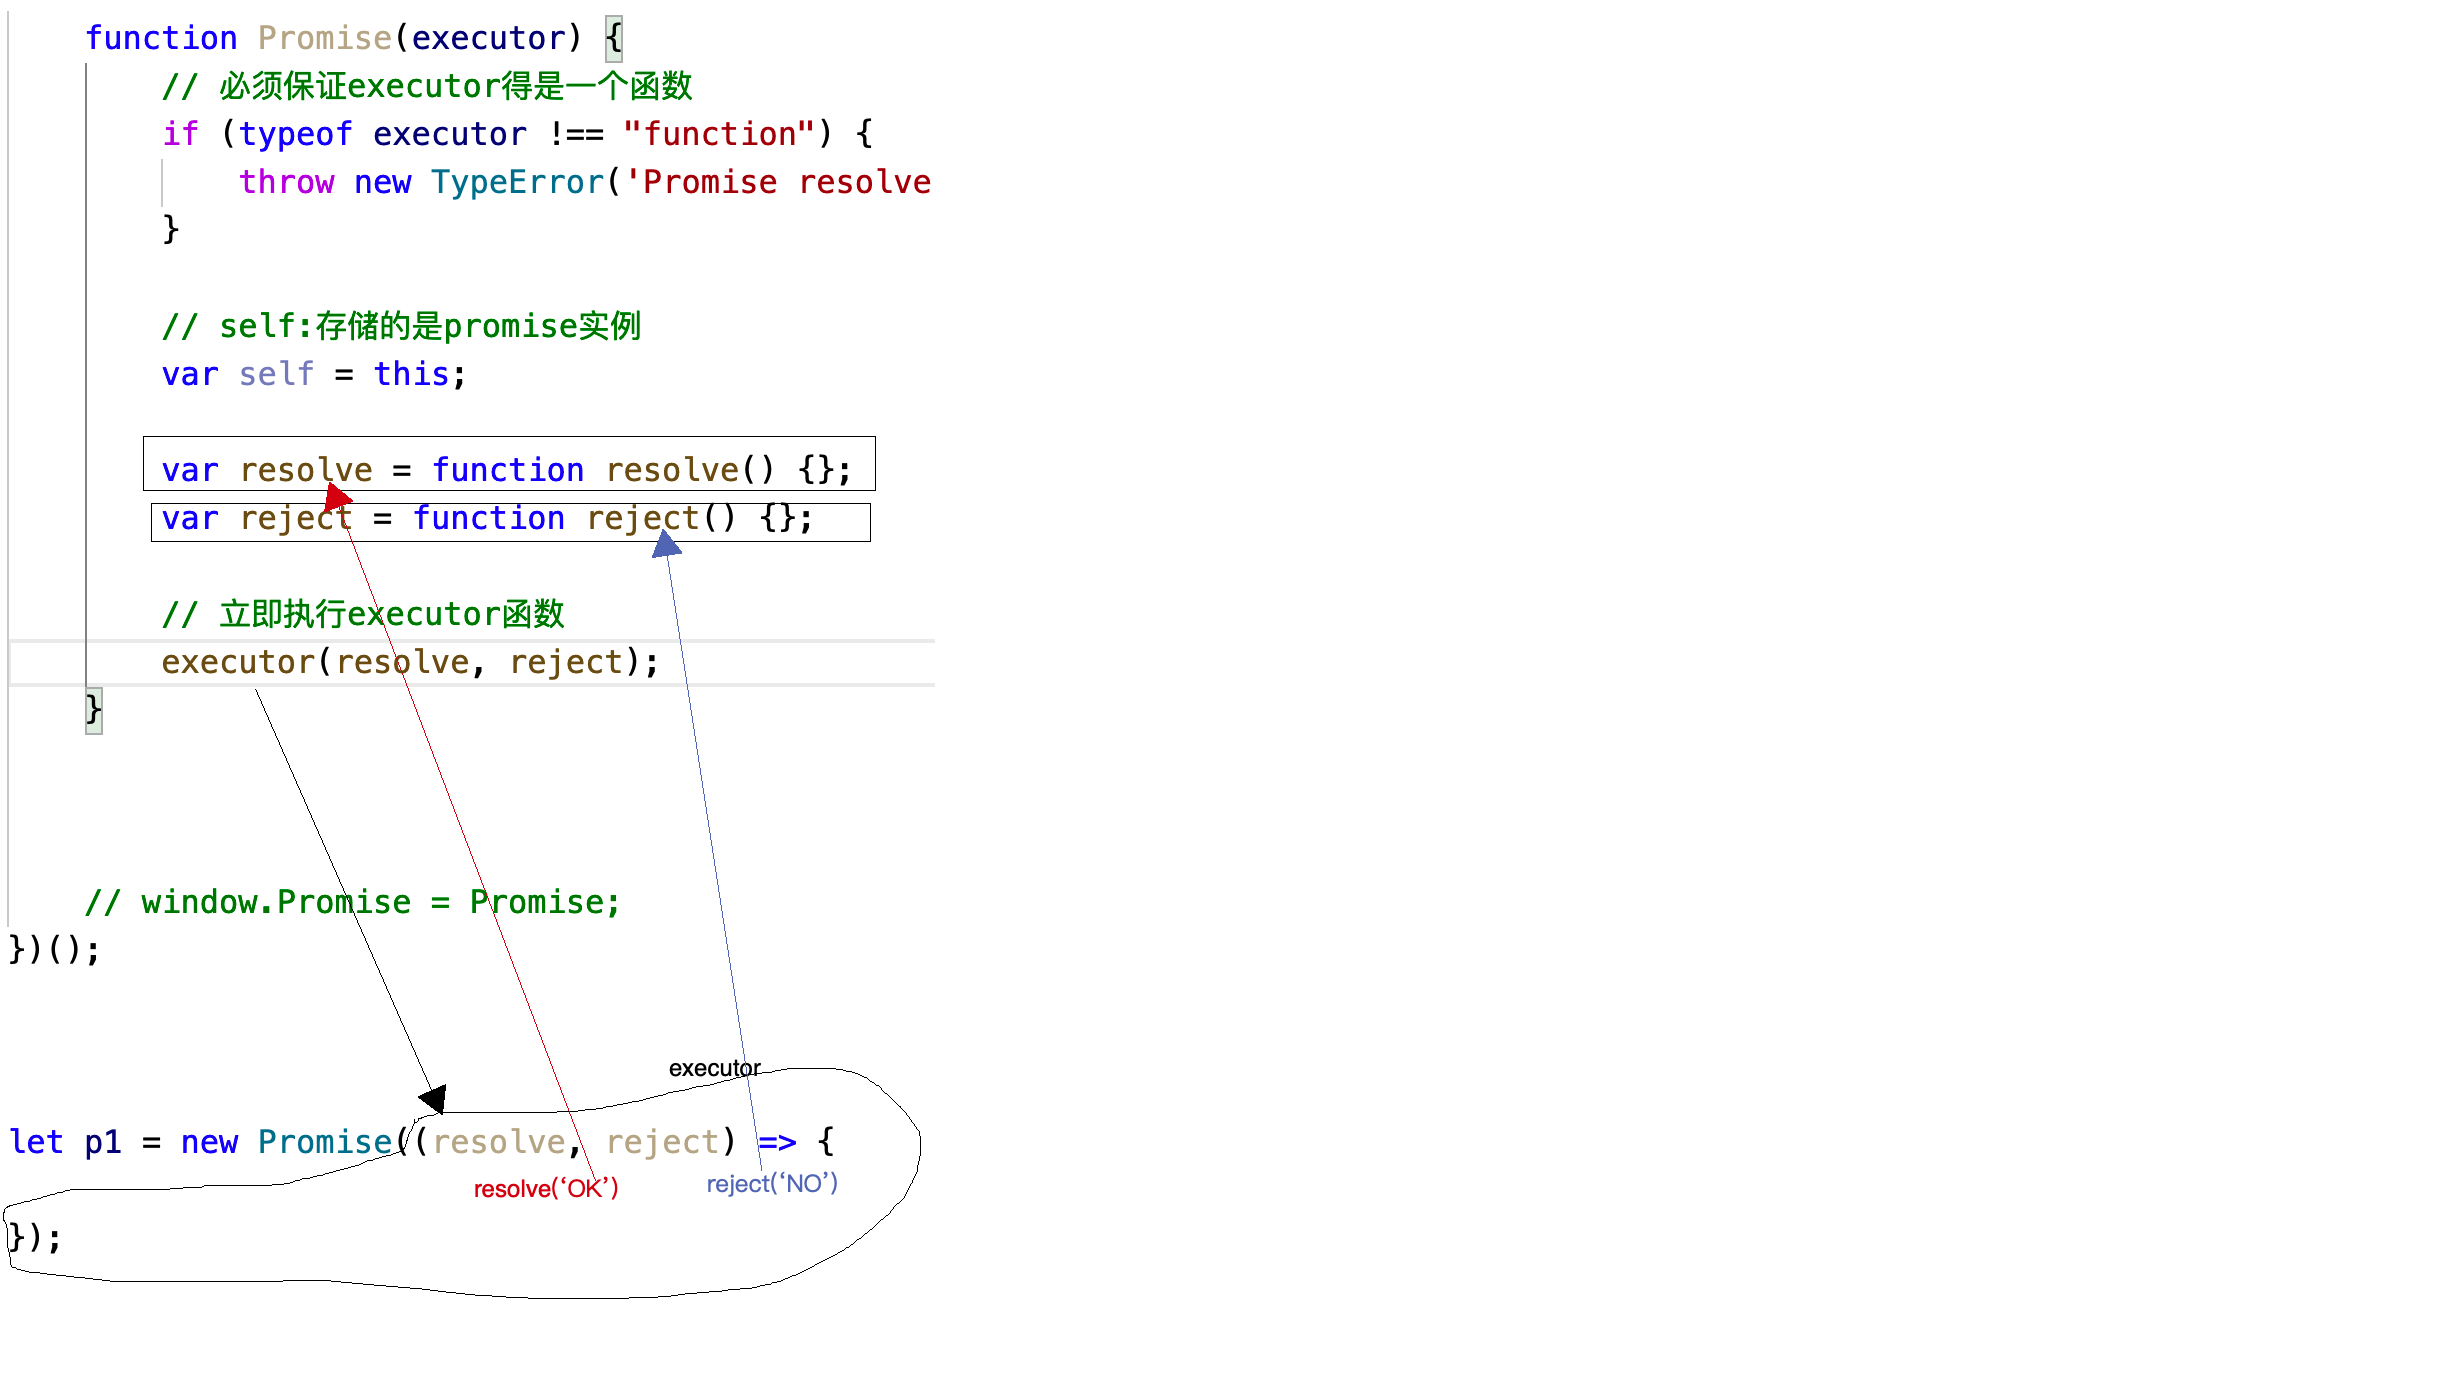 function Promise(executor) {
// 必须保证executor得是一个函数
if (typeof executor !== "function") {
throw new TypeError('Promise resolve
}
// self:存储的是promise实例
var self = this;
var resolve = function resolve() {};
var reject = function reject() {};
// 立即执行executor函数
executor(resolve, reject);
}
// window.Promise = Promise;
})();
executor
let p1 = new Promise((resolve, reject) => {
resolve(‘OK’) reject(‘NO’)
});